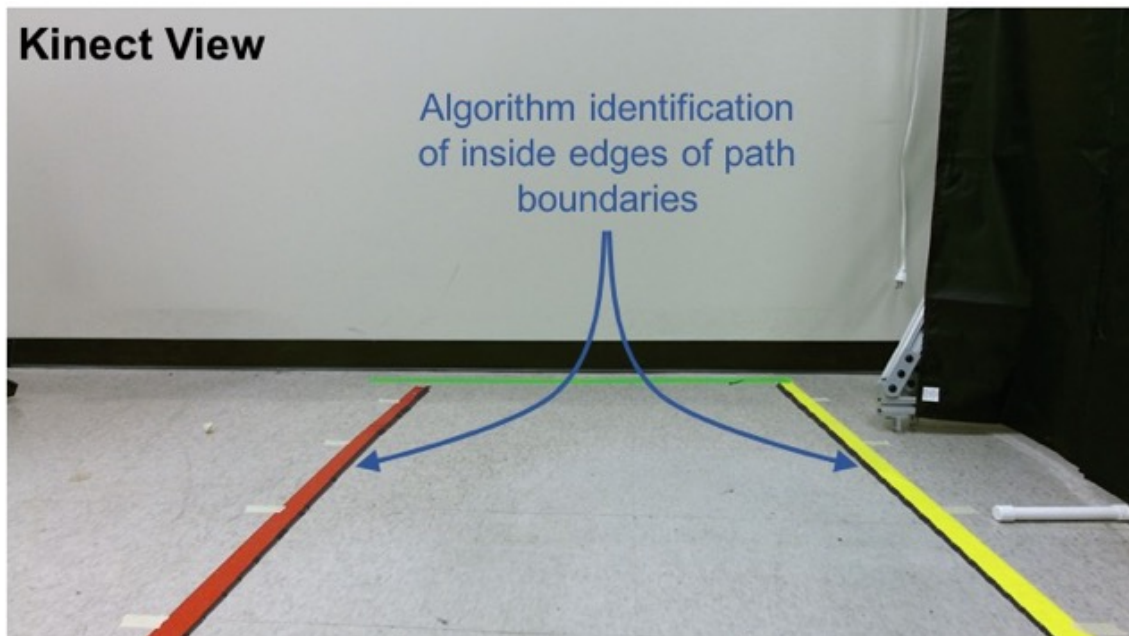 Kinect View
Algorithm identification
of inside edges of path
boundaries